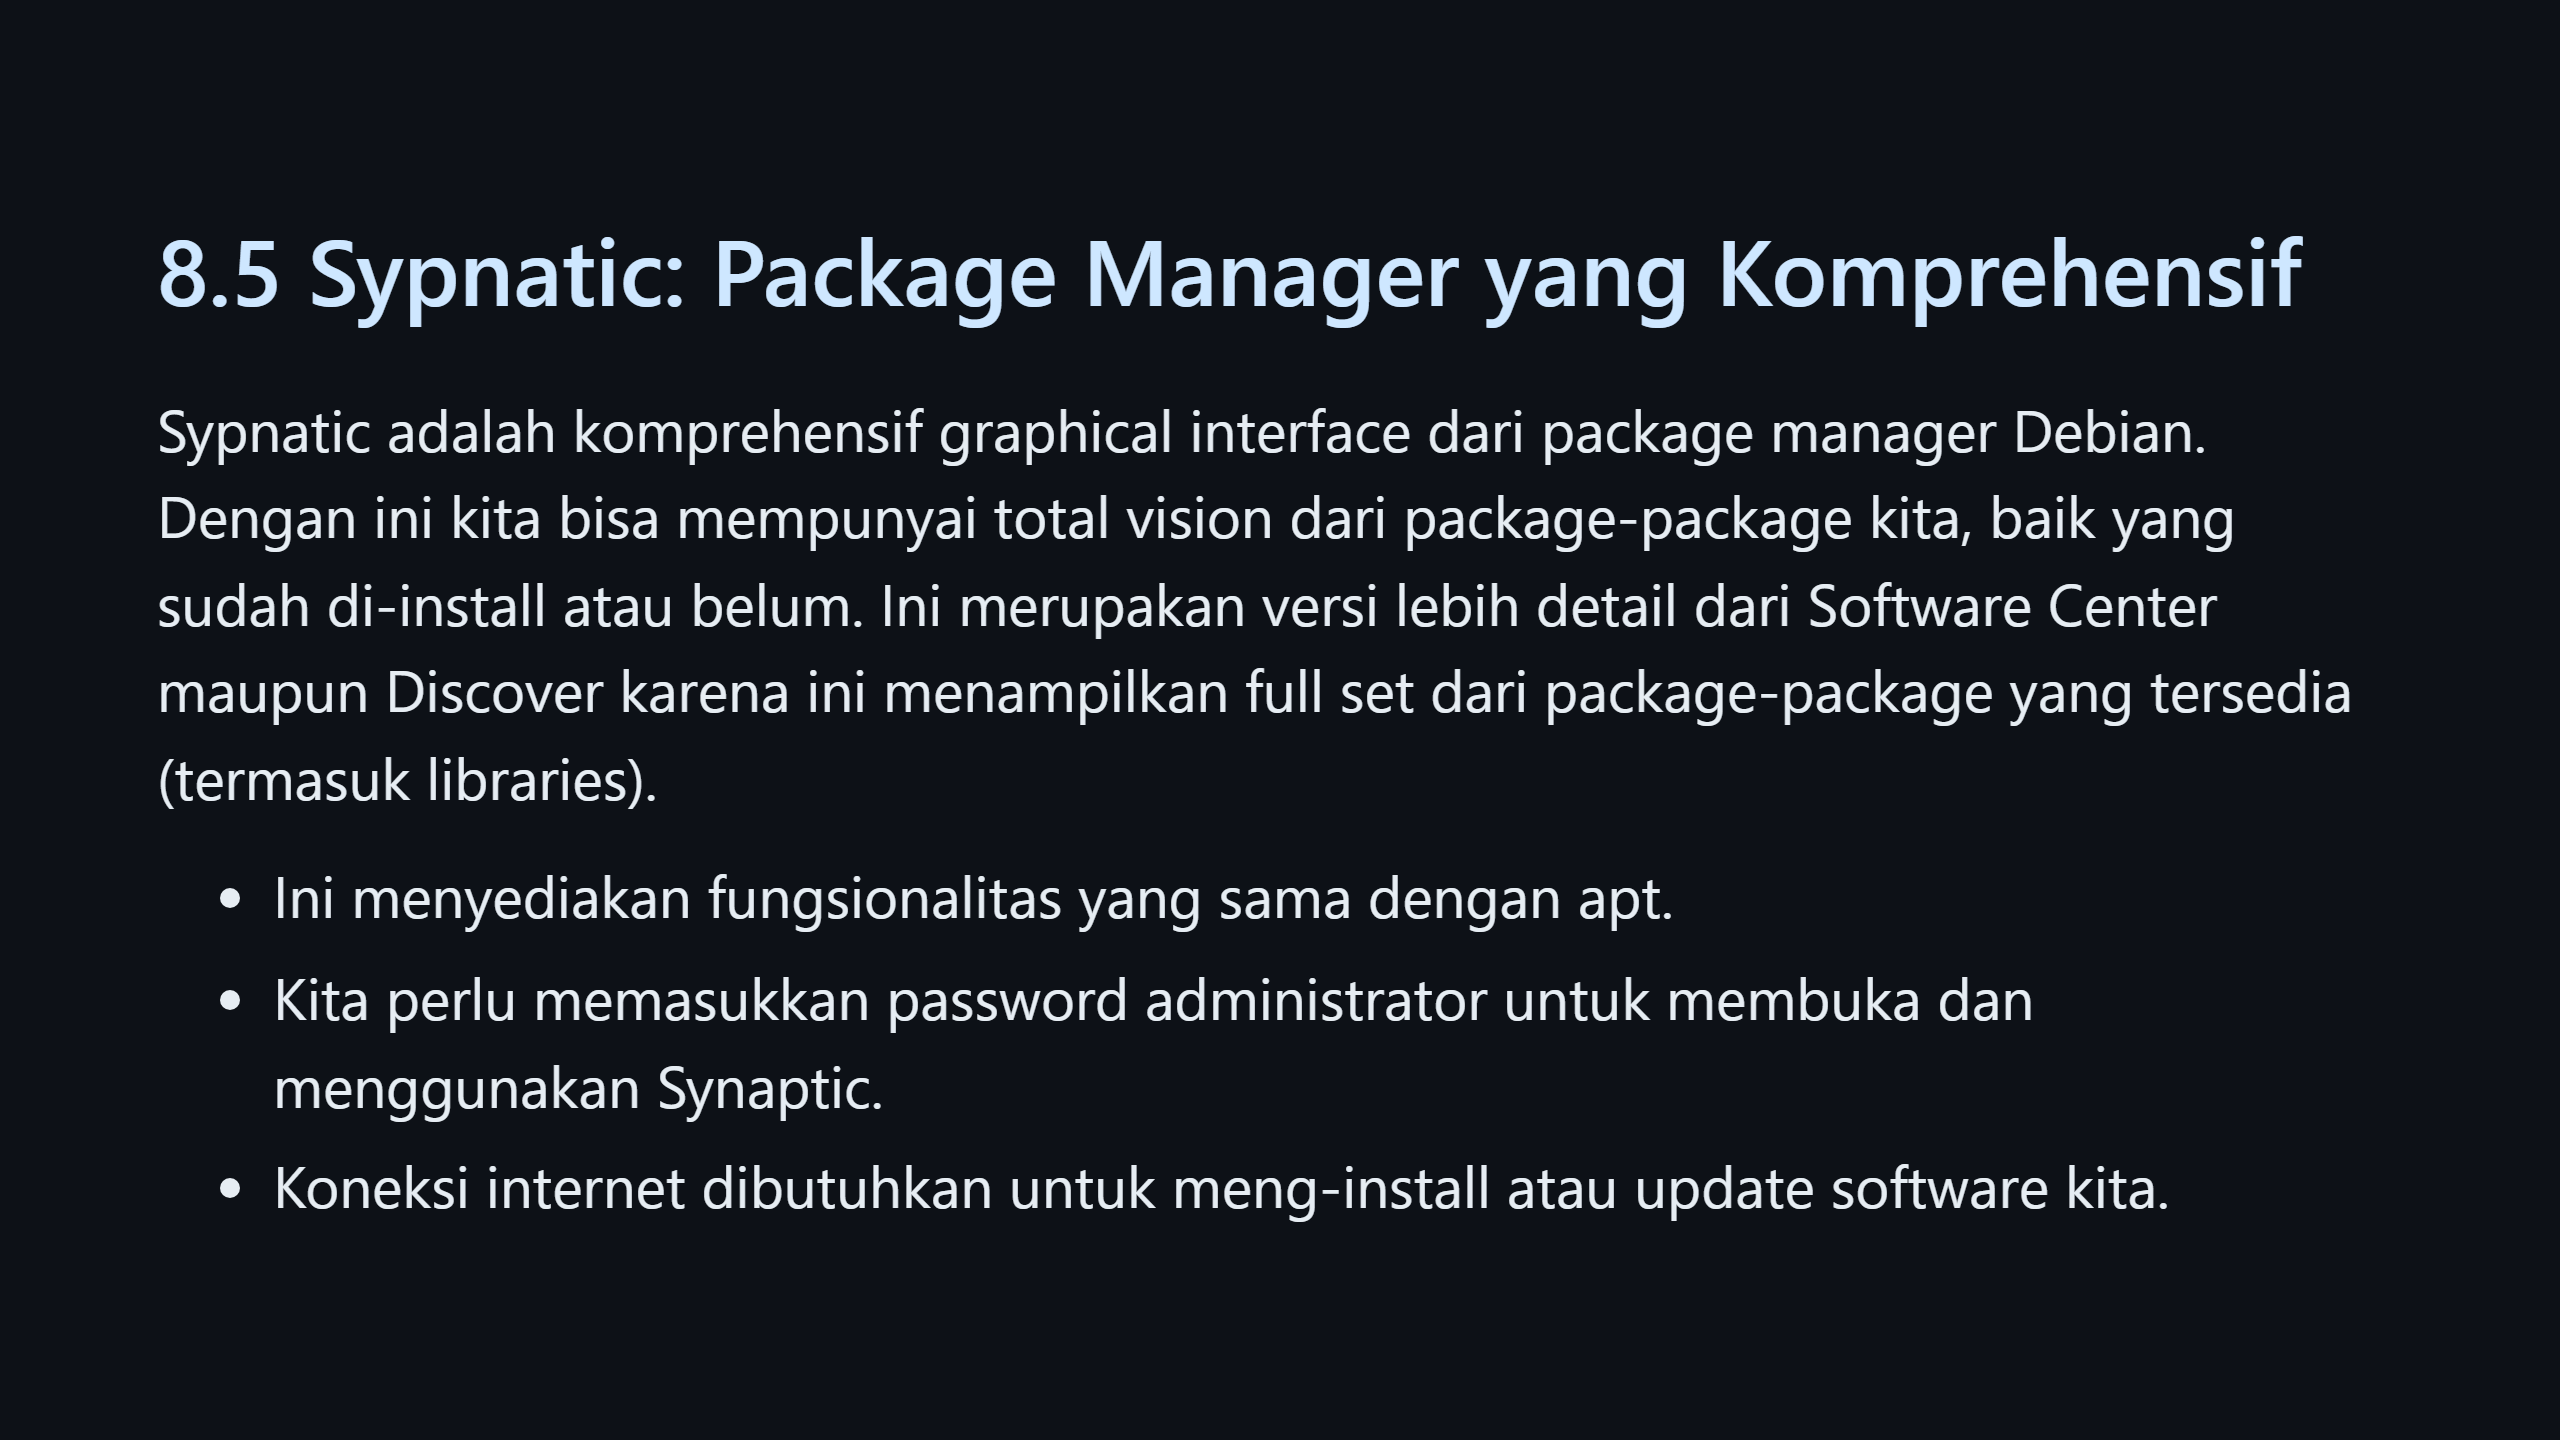 8.5 Sypnatic: Package Manager yang Komprehensif
Sypnatic adalah komprehensif graphical interface dari package manager Debian.
Dengan ini kita bisa mempunyai total vision dari package-package kita, baik yang
sudah di-install atau belum. Ini merupakan versi lebih detail dari Software Center
maupun Discover karena ini menampilkan full set dari package-package yang tersedia
(termasuk libraries).
• Ini menyediakan fungsionalitas yang sama dengan apt.
• Kita perlu memasukkan password administrator untuk membuka dan
menggunakan Synaptic.
• Koneksi internet dibutuhkan untuk meng-install atau update software kita.